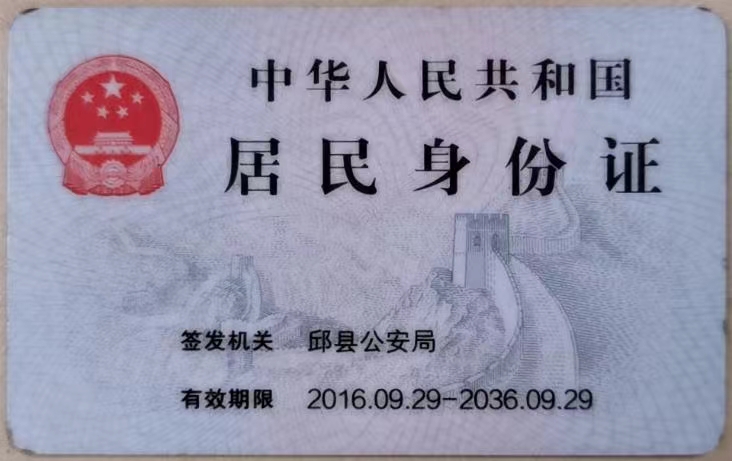 中华人民共和国
居民身份证
签发机关 邱县公安局
有效期限 2016.09.29-2036.09.29